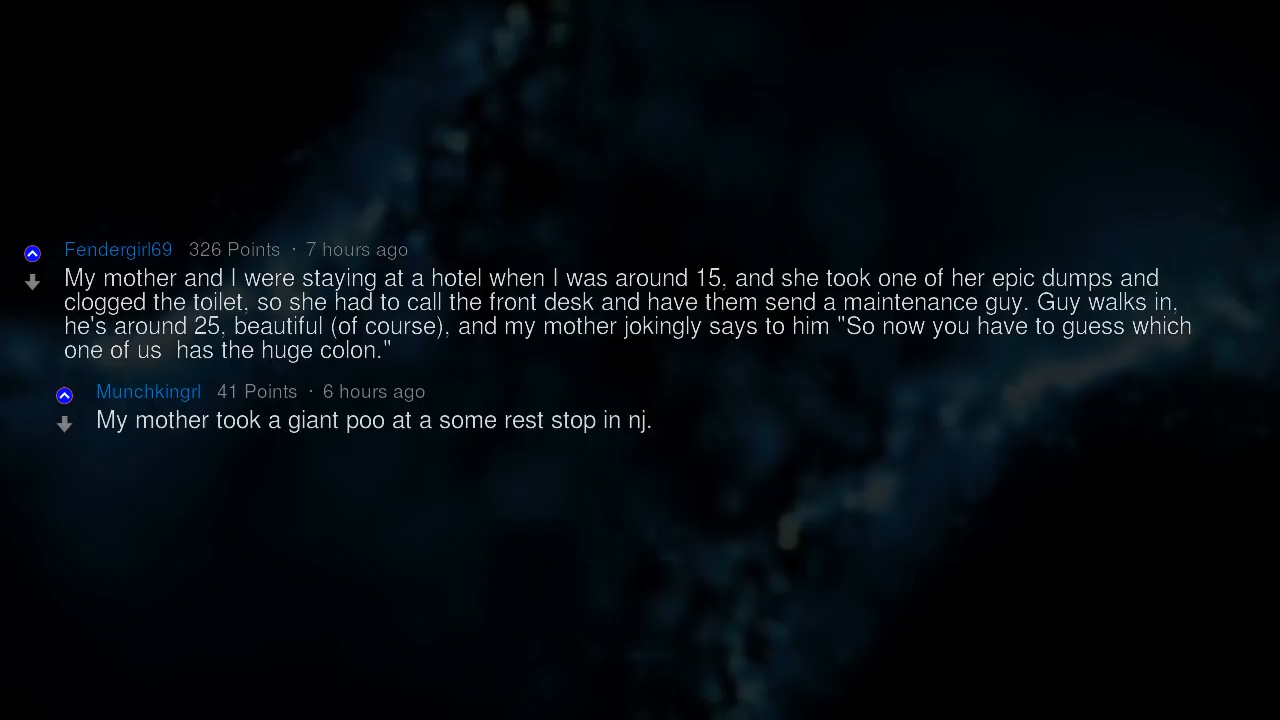 Fendergirl69 326 Points · 7 hours ago
My mother and I were staying at a hotel when I was around 15, and she took one of her epic dumps and
clogged the toilet, so she had to call the front desk and have them send a maintenance guy. Guy walks in,
he's around 25, beautiful (of course), and my mother jokingly says to him "So now you have to guess which
one of us  has the huge colon."
Munchkingrl 41 Points · 6 hours ago
My mother took a giant poo at a some rest stop in nj.